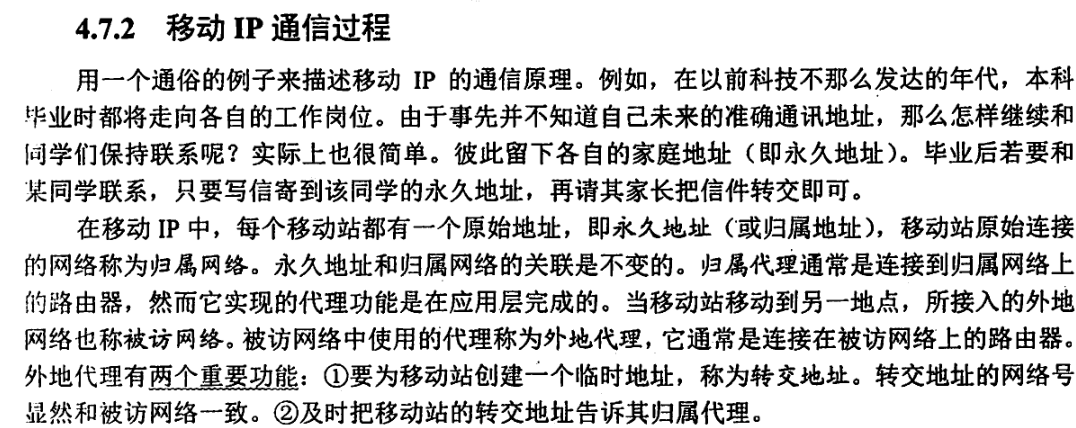 4.7.2 移动 IP 通信过程
用一个通俗的例子来描述移动 IP 的通信原理。例如，在以前科技不那么发达的年代，本科
毕业时都将走向各自的工作岗位。由于事先并不知道自己未来的准确通讯地址，那么怎样继续和
同学们保持联系呢？实际上也很简单。彼此留下各自的家庭地址（即永久地址）。毕业后若要和
某同学联系，只要写信寄到该同学的永久地址，再请其家长把信件转交即可。
在移动 IP 中，每个移动站都有一个原始地址，即永久地址（或归属地址），移动站原始连接
的网络称为归属网络。永久地址和归属网络的关联是不变的。归属代理通常是连接到归属网络上
的路由器，然而它实现的代理功能是在应用层完成的。当移动站移动到另一地点，所接入的外地
网络也称被访网络。被访网络中使用的代理称为外地代理，它通常是连接在被访网络上的路由器。
外地代理有两个重要功能：①要为移动站创建一个临时地址，称为转交地址。转交地址的网络号
显然和被访网络一致。②及时把移动站的转交地址告诉其归属代理。